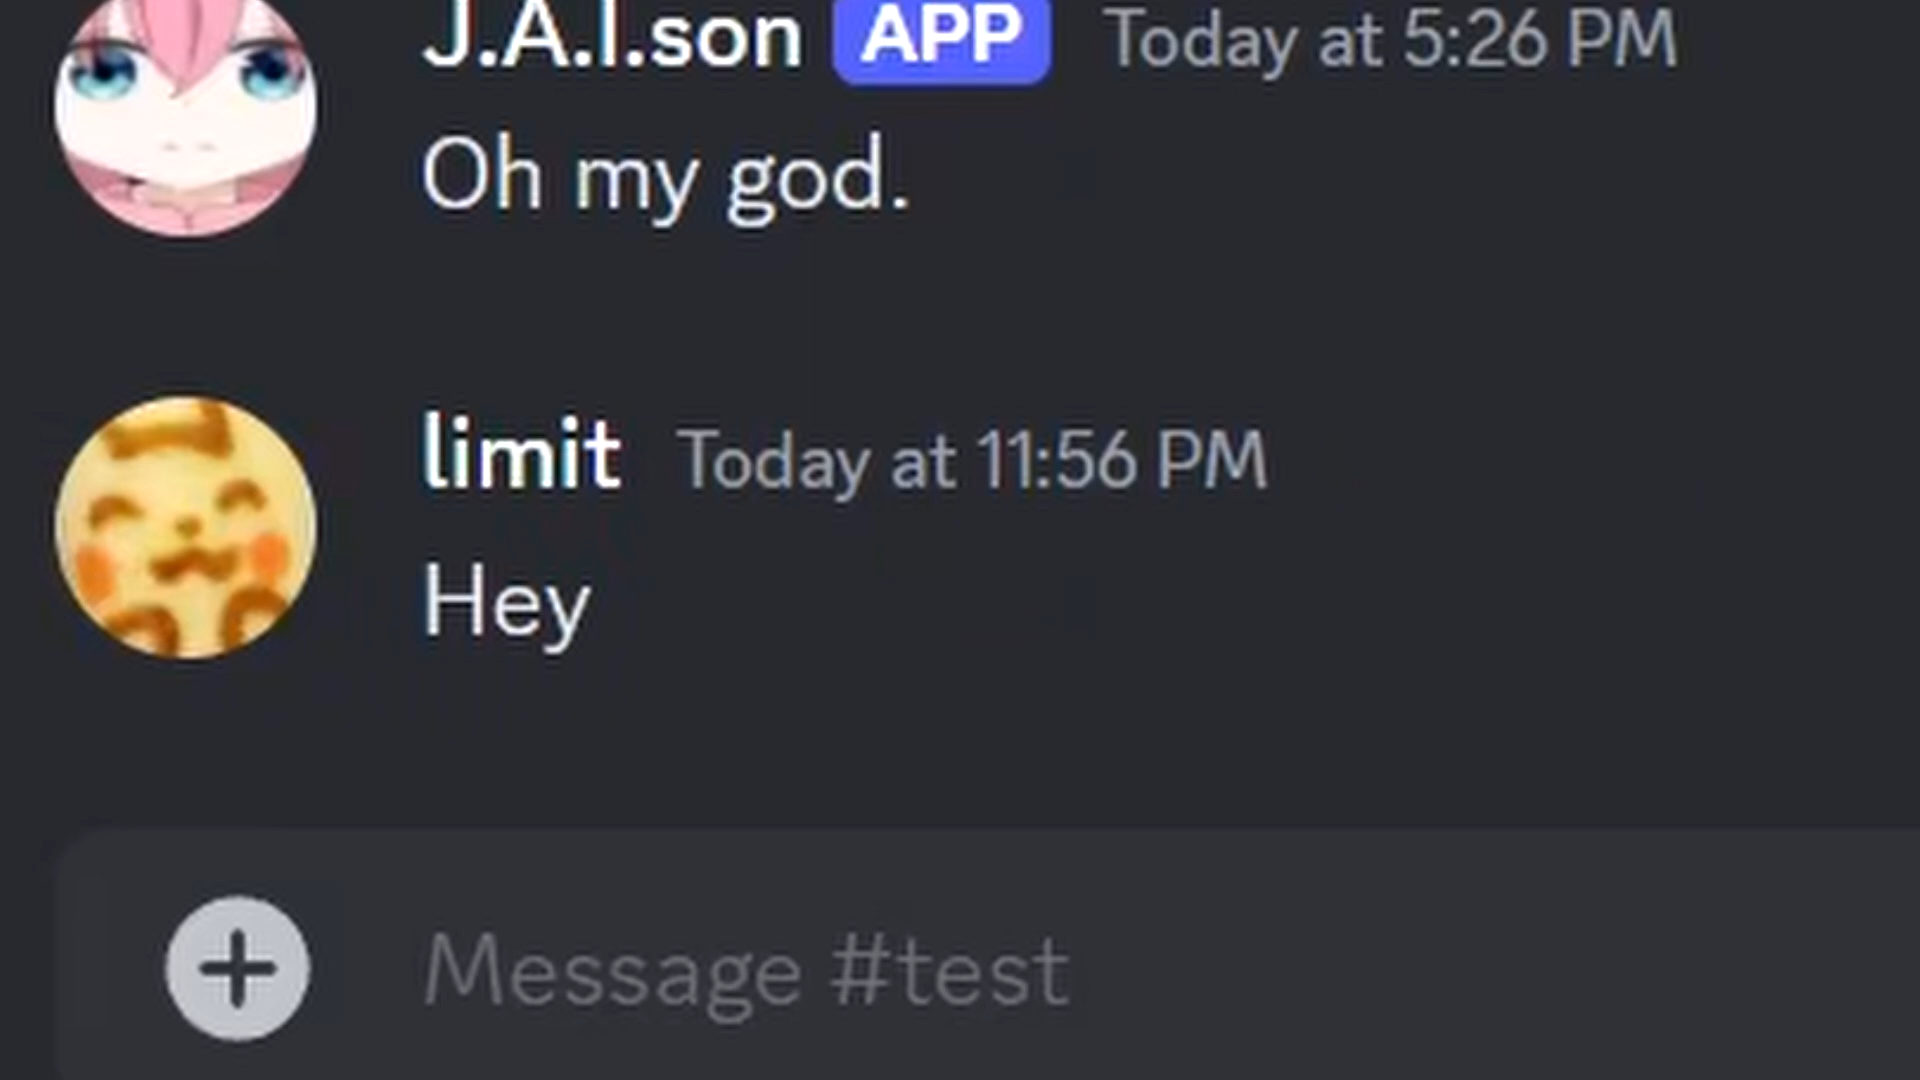 J.A.I.son APP Today at 5:26 PM
Oh my god.
limit Today at 11:56 PM
Hey
Message #test